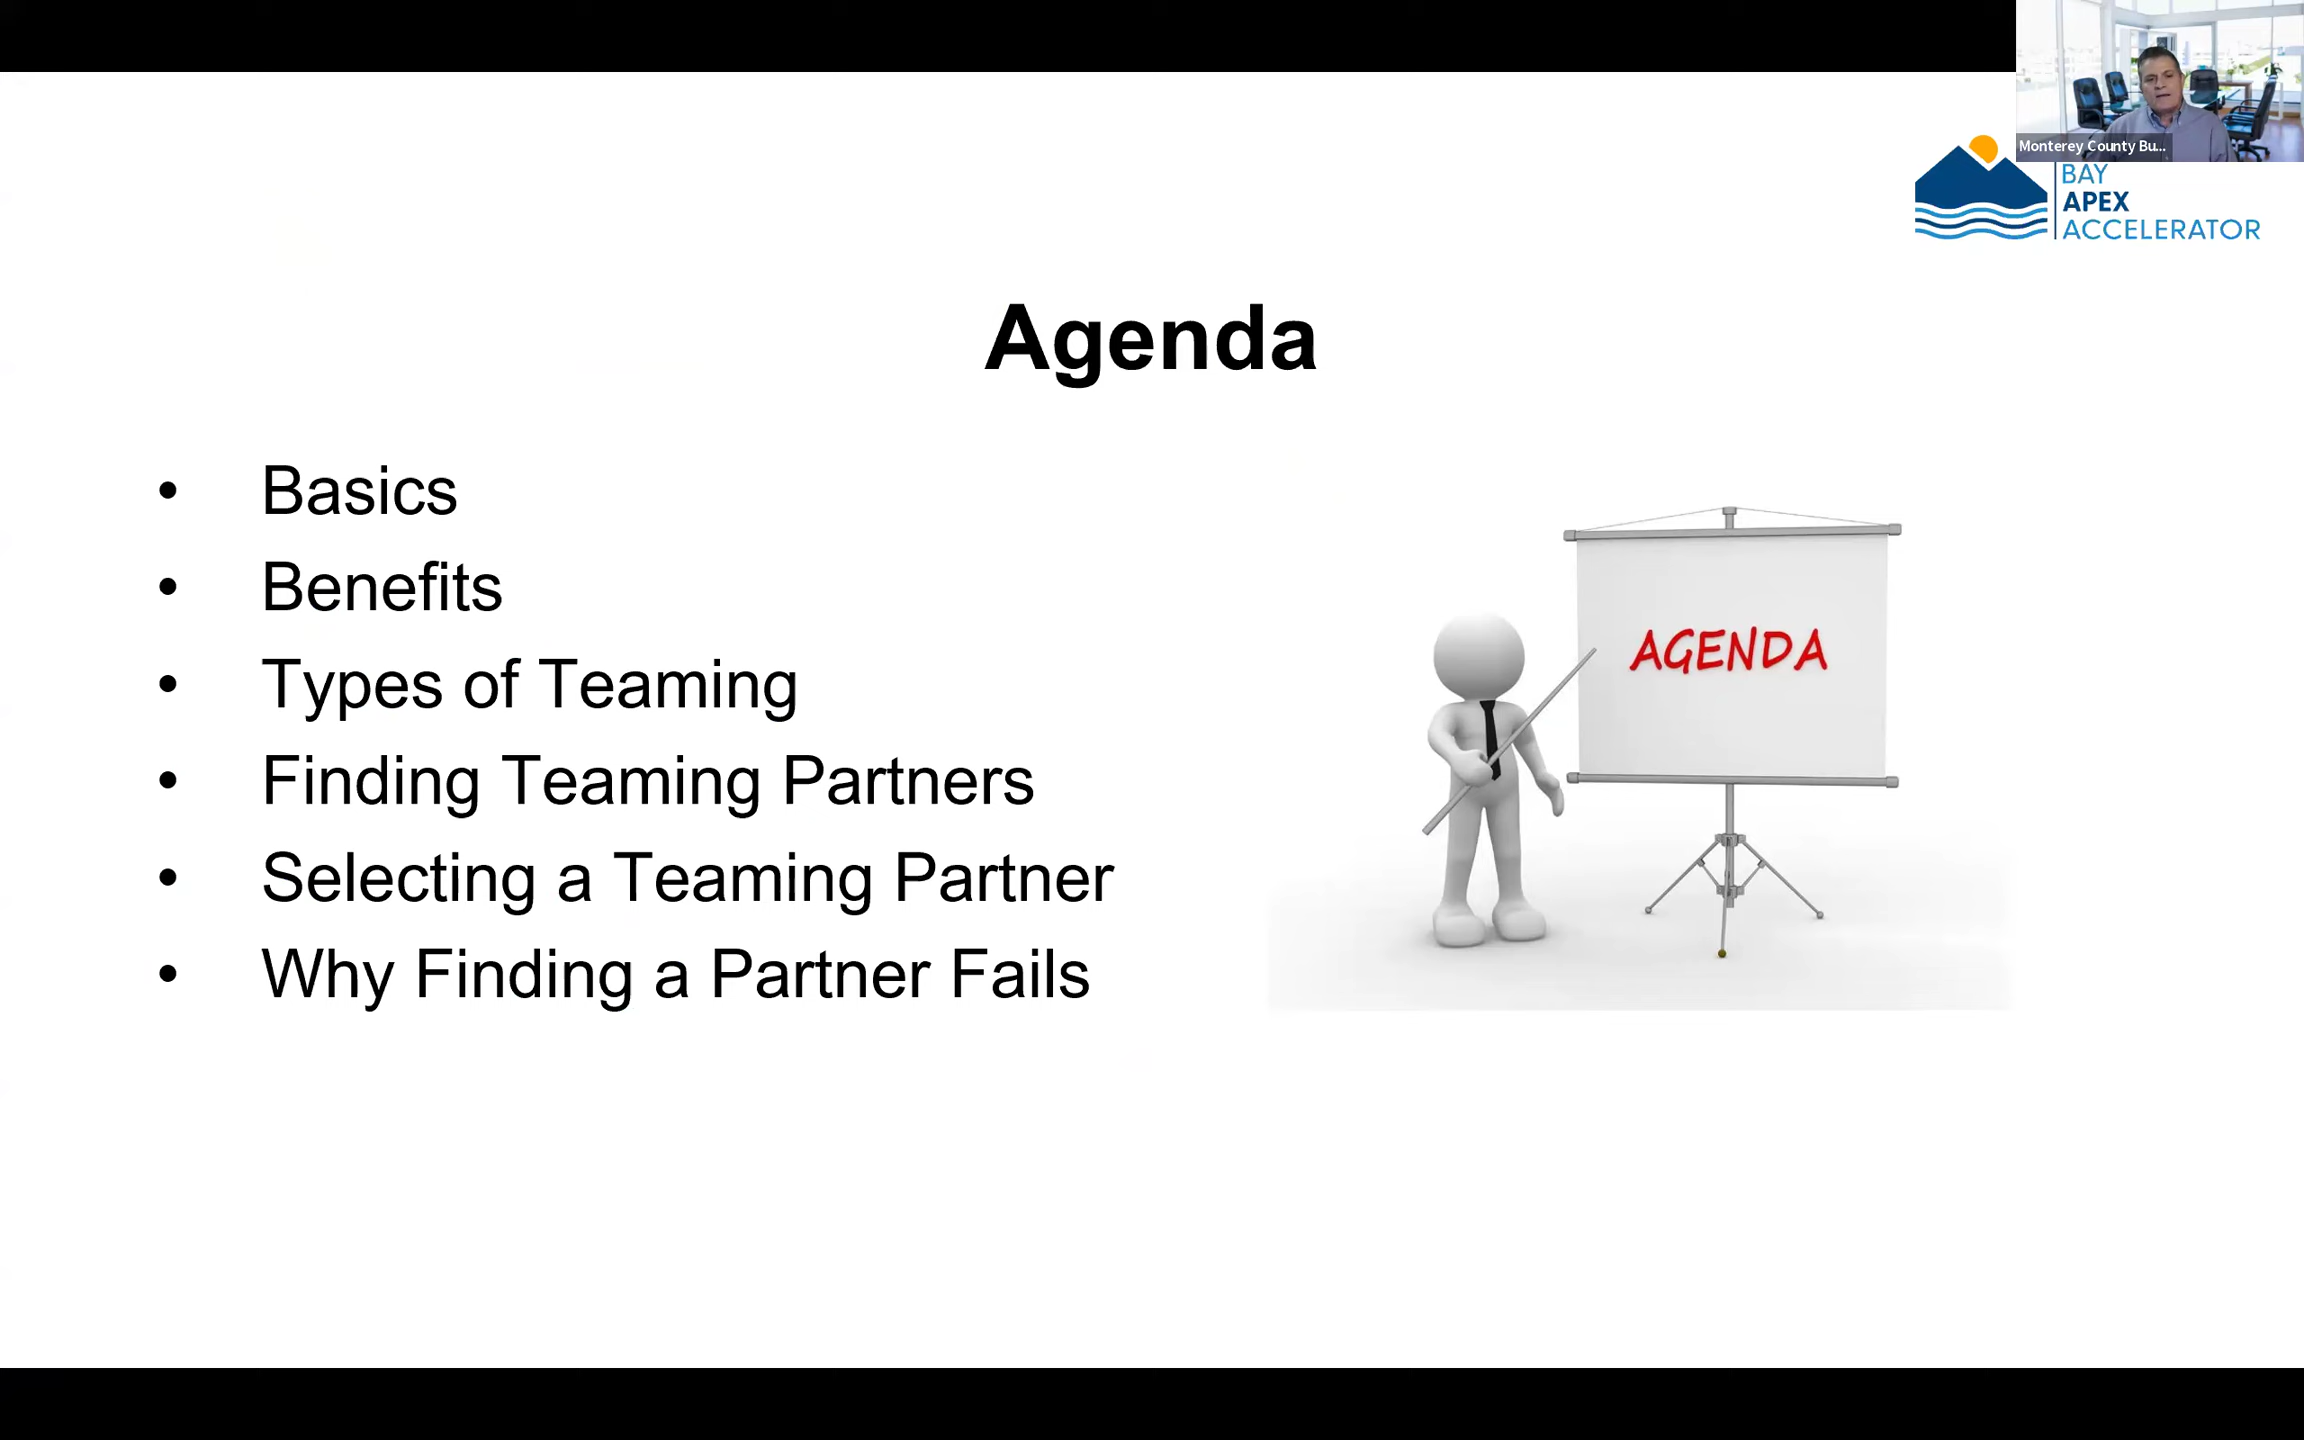 Monterey County Bu...
BAY
APEX
ACCELERATOR
Agenda
• Basics
• Benefits
• Types of Teaming
• Finding Teaming Partners
• Selecting a Teaming Partner
• Why Finding a Partner Fails
AGENDA